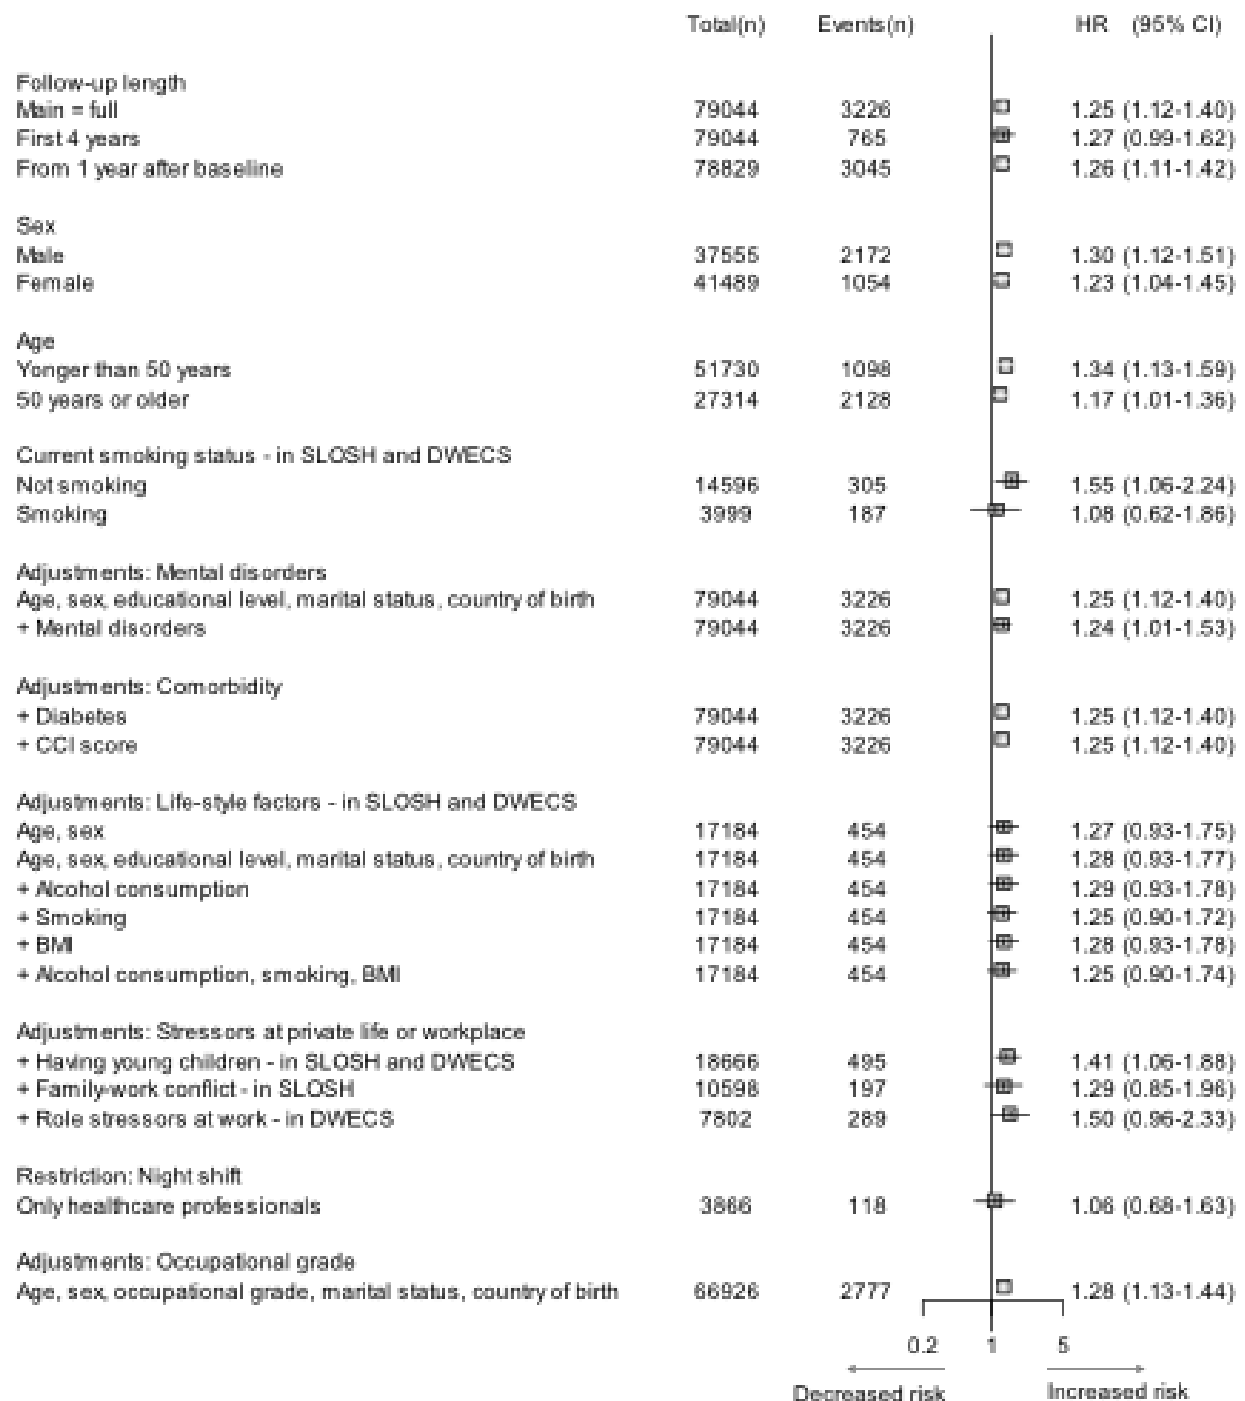 Total(n) Events(n) HR (95% CI)
Follow-up length
Main = full 79044 3226 1.25 (1.12-1.40)
First 4 years 79044 765 1.27 (0.99-1.62)
From 1 year after baseline 78829 3045 1.26 (1.11-1.42)
Sex
Male 37555 2172 1.30 (1.12-1.51)
Female 41489 1054 1.23 (1.04-1.45)
Age
Yonger than 50 years 51730 1098 1.34 (1.13-1.59)
50 years or older 27314 2128 1.17 (1.01-1.36)
Current smoking status - in SLOSH and DWECS
Not smoking 14596 305 1.55 (1.06-2.24)
Smoking 3999 187 1.08 (0.62-1.86)
Adjustments: Mental disorders
Age, sex, educational level, marital status, country of birth 79044 3226 1.25 (1.12-1.40)
+ Mental disorders 79044 3226 1.24 (1.01-1.53)
Adjustments: Comorbidity
+ Diabetes 79044 3226 1.25 (1.12-1.40)
+ CCI score 79044 3226 1.25 (1.12-1.40)
Adjustments: Life-style factors - in SLOSH and DWECS
Age, sex 17184 454 1.27 (0.93-1.75)
Age, sex, educational level, marital status, country of birth 17184 454 1.28 (0.93-1.77)
+ Alcohol consumption 17184 454 1.29 (0.93-1.78)
+ Smoking 17184 454 1.25 (0.90-1.72)
+ BMI 17184 454 1.28 (0.93-1.78)
+ Alcohol consumption, smoking, BMI 17184 454 1.25 (0.90-1.74)
Adjustments: Stressors at private life or workplace
+ Having young children - in SLOSH and DWECS 18666 495 1.41 (1.06-1.88)
+ Family-work conflict - in SLOSH 10598 197 1.29 (0.85-1.96)
+ Role stressors at work - in DWECS 7802 289 1.50 (0.96-2.33)
Restriction: Night shift
Only healthcare professionals 3866 118 1.06 (0.68-1.63)
Adjustments: Occupational grade
Age, sex, occupational grade, marital status, country of birth 66926 2777 1.28 (1.13-1.44)
0.2 1 5
Decreased risk Increased risk